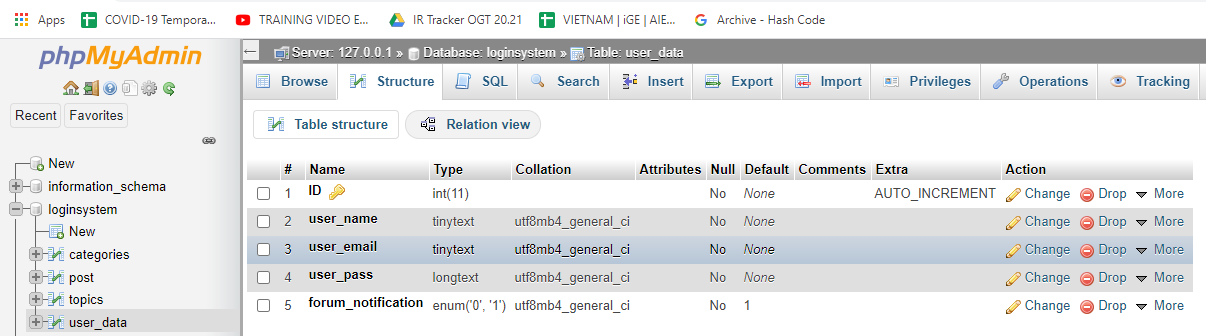 Apps COVID-19 Tempora... TRAINING VIDEO E... IR Tracker OGT 20.21 VIETNAM | iGE | AIE... Archive - Hash Code
phpMyAdmin
Recent Favorites
New
information_schema
loginsystem
New
categories
post
topics
user_data
Server: 127.0.0.1 » Database: loginsystem » Table: user_data
Browse Structure SQL Search Insert Export Import Privileges Operations Tracking
Table structure Relation view
# Name Type Collation Attributes Null Default Comments Extra Action
1 ID int(11) No None AUTO_INCREMENT Change Drop More
2 user_name tinytext utf8mb4_general_ci No None Change Drop More
3 user_email tinytext utf8mb4_general_ci No None Change Drop More
4 user_pass longtext utf8mb4_general_ci No None Change Drop More
5 forum_notification enum('0', '1') utf8mb4_general_ci No 1 Change Drop More